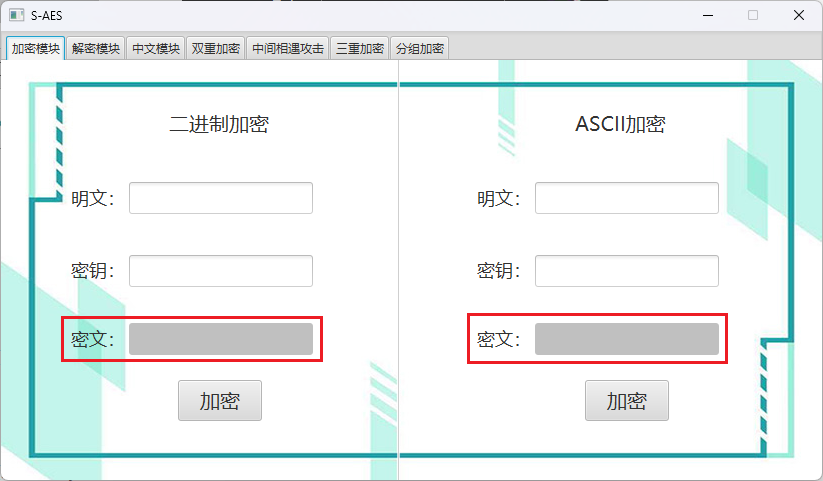 S-AES
加密模块 解密模块 中文模块 双重加密 中间相遇攻击 三重加密 分组加密
二进制加密
明文：
密钥：
密文：
加密
ASCII加密
明文：
密钥：
密文：
加密